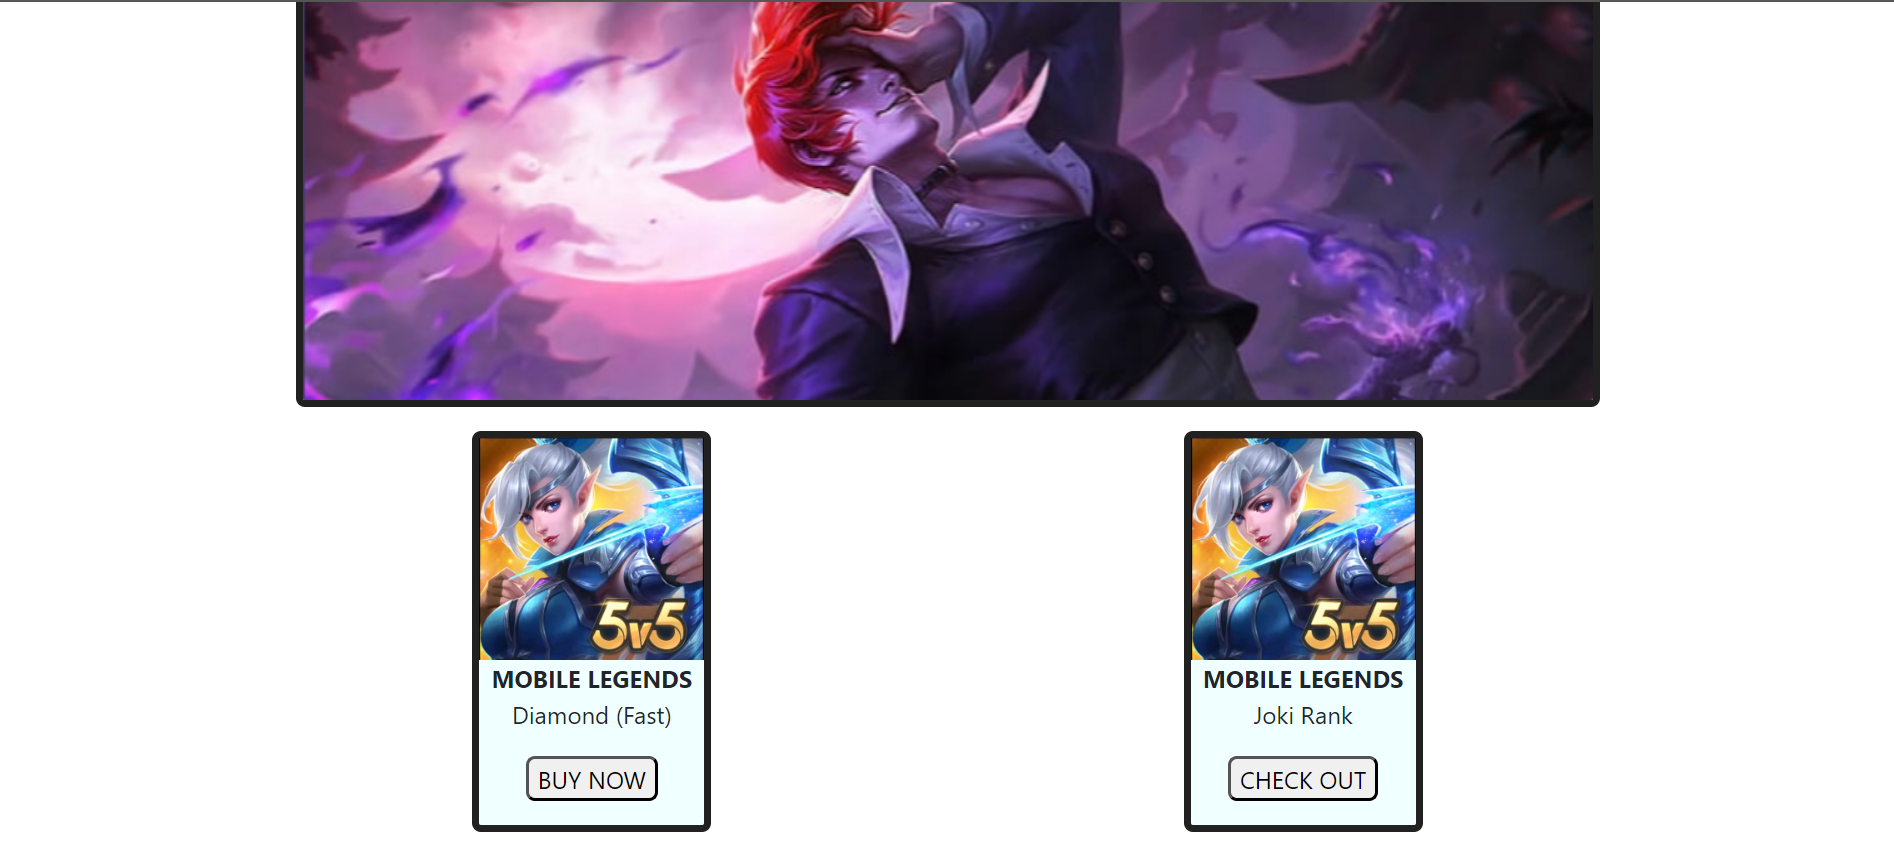 5v5
MOBILE LEGENDS
Diamond (Fast)
BUY NOW
5v5
MOBILE LEGENDS
Joki Rank
CHECK OUT